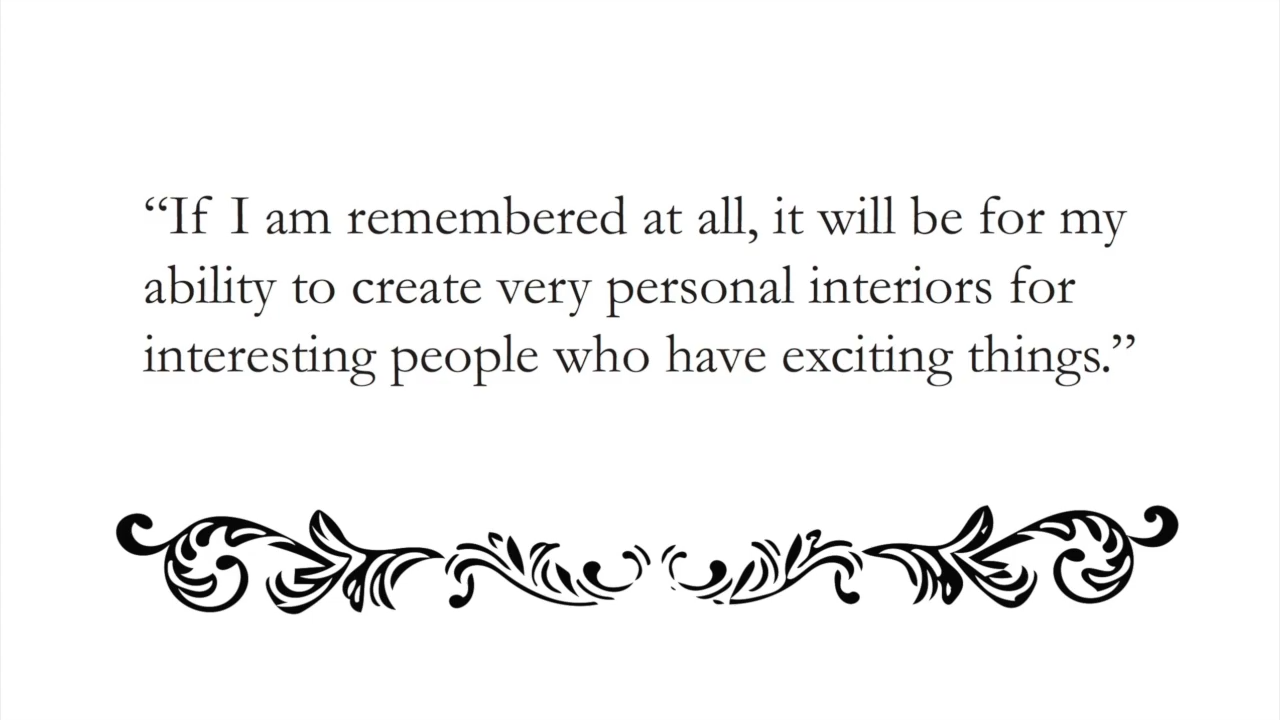 “If I am remembered at all, it will be for my
ability to create very personal interiors for
interesting people who have exciting things.”